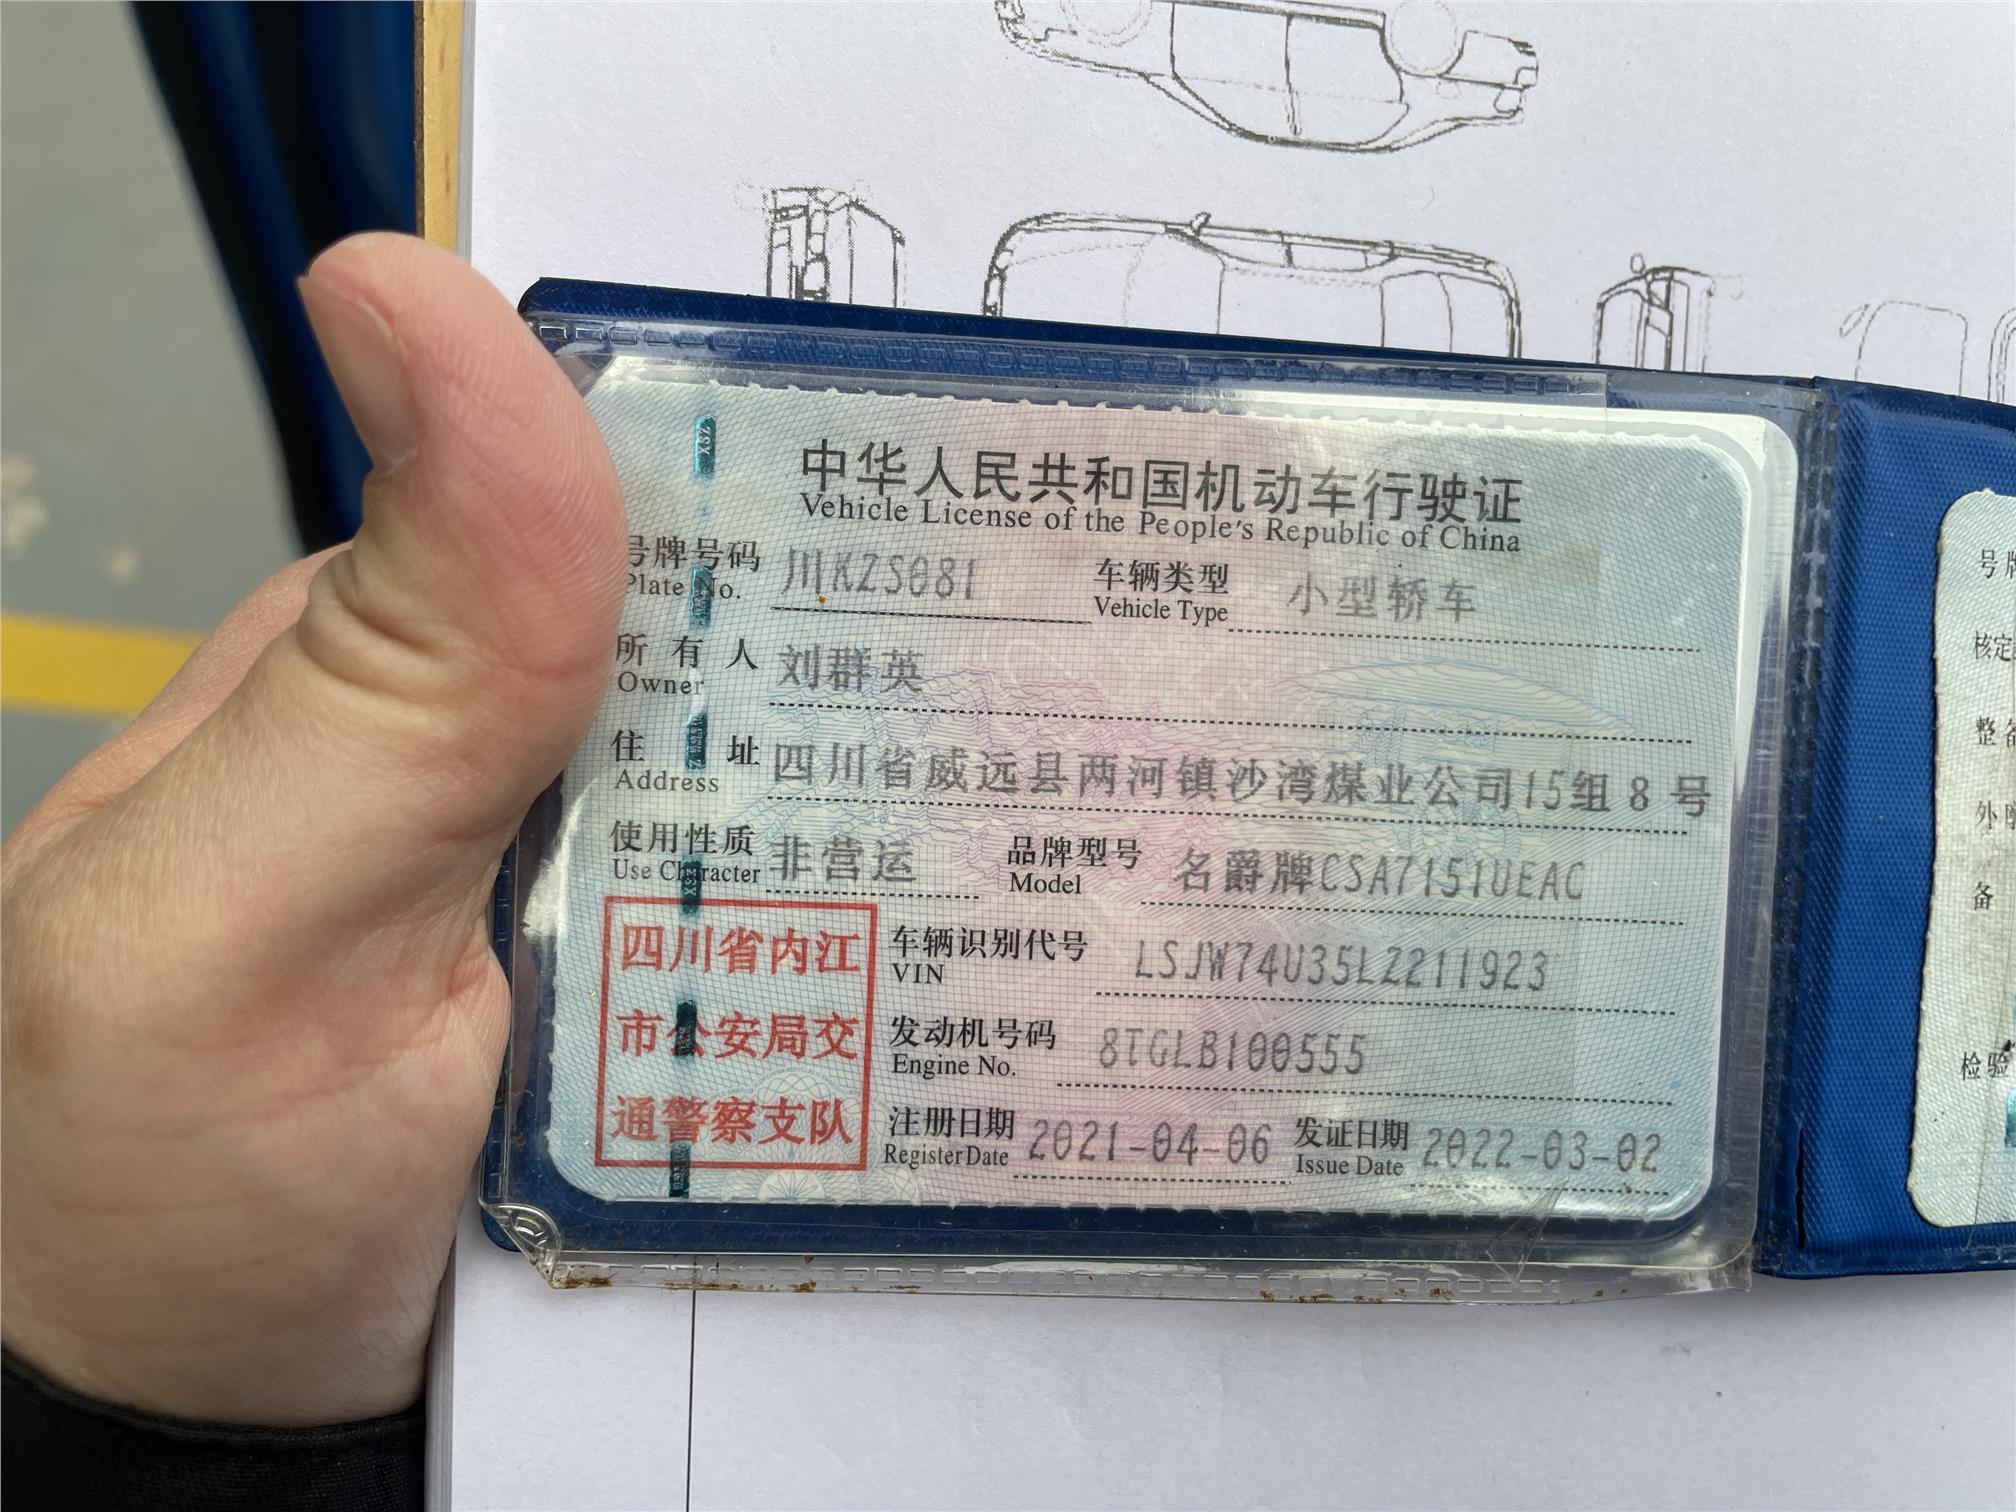 中华人民共和国机动车行驶证
Vehicle License of the People's Republic of China
号牌号码 川KZS081 车辆类型 小型轿车
Plate No. Vehicle Type
所有人 刘群英
Owner
住址 四川省威远县两河镇沙湾煤业公司15组8号
Address
使用性质 非营运 品牌型号 名爵牌CSA7151UEAC
Use Character Model
四川省内江
市公安局交
通警察支队
车辆识别代号 LSJW74U35LZ211923
VIN
发动机号码 8TGLB100555
Engine No.
注册日期 2021-04-06 发证日期 2022-03-02
Register Date Issue Date
号牌
核定
整备
外
备
检验